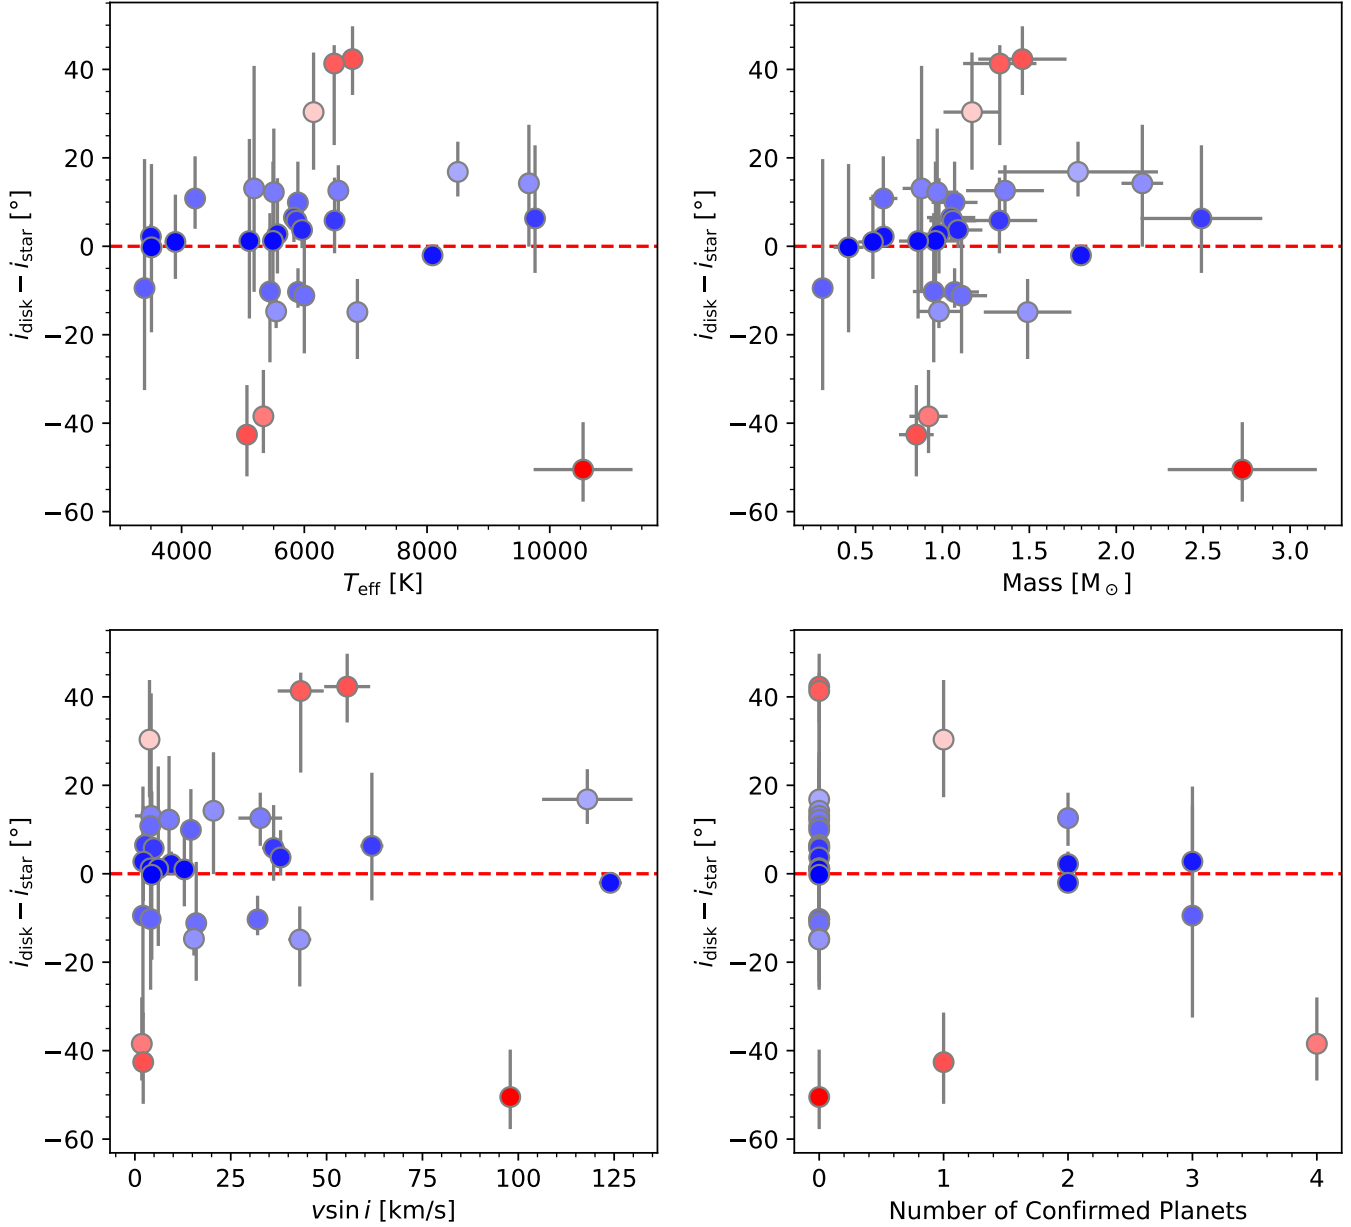 40
20
0
−20
−40
−60
i_disk − i_star [°]
4000 6000 8000 10000
T_eff [K]
40
20
0
−20
−40
−60
i_disk − i_star [°]
0.5 1.0 1.5 2.0 2.5 3.0
Mass [M_⊙]
40
20
0
−20
−40
−60
i_disk − i_star [°]
0 25 50 75 100 125
v sin i [km/s]
40
20
0
−20
−40
−60
i_disk − i_star [°]
0 1 2 3 4
Number of Confirmed Planets